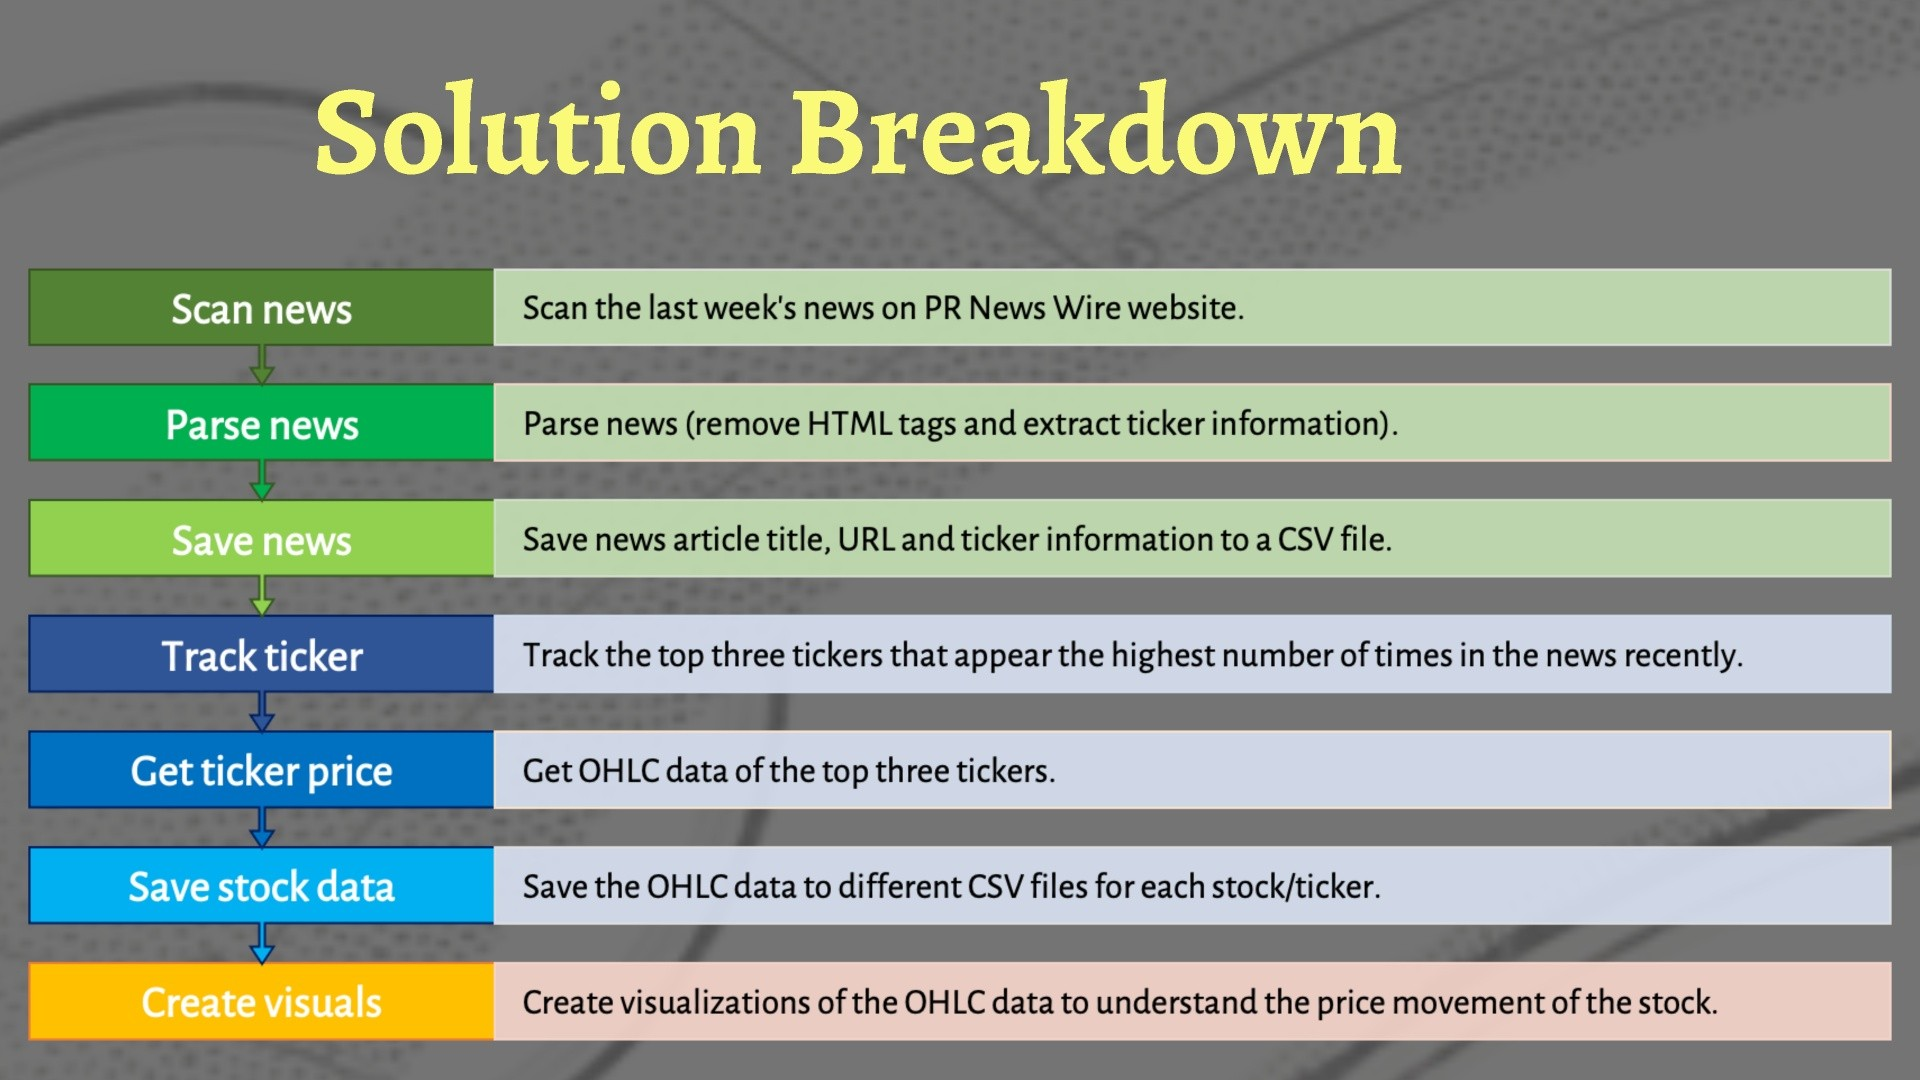 Solution Breakdown
Scan news
Scan the last week's news on PR News Wire website.
Parse news
Parse news (remove HTML tags and extract ticker information).
Save news
Save news article title, URL and ticker information to a CSV file.
Track ticker
Track the top three tickers that appear the highest number of times in the news recently.
Get ticker price
Get OHLC data of the top three tickers.
Save stock data
Save the OHLC data to different CSV files for each stock/ticker.
Create visuals
Create visualizations of the OHLC data to understand the price movement of the stock.